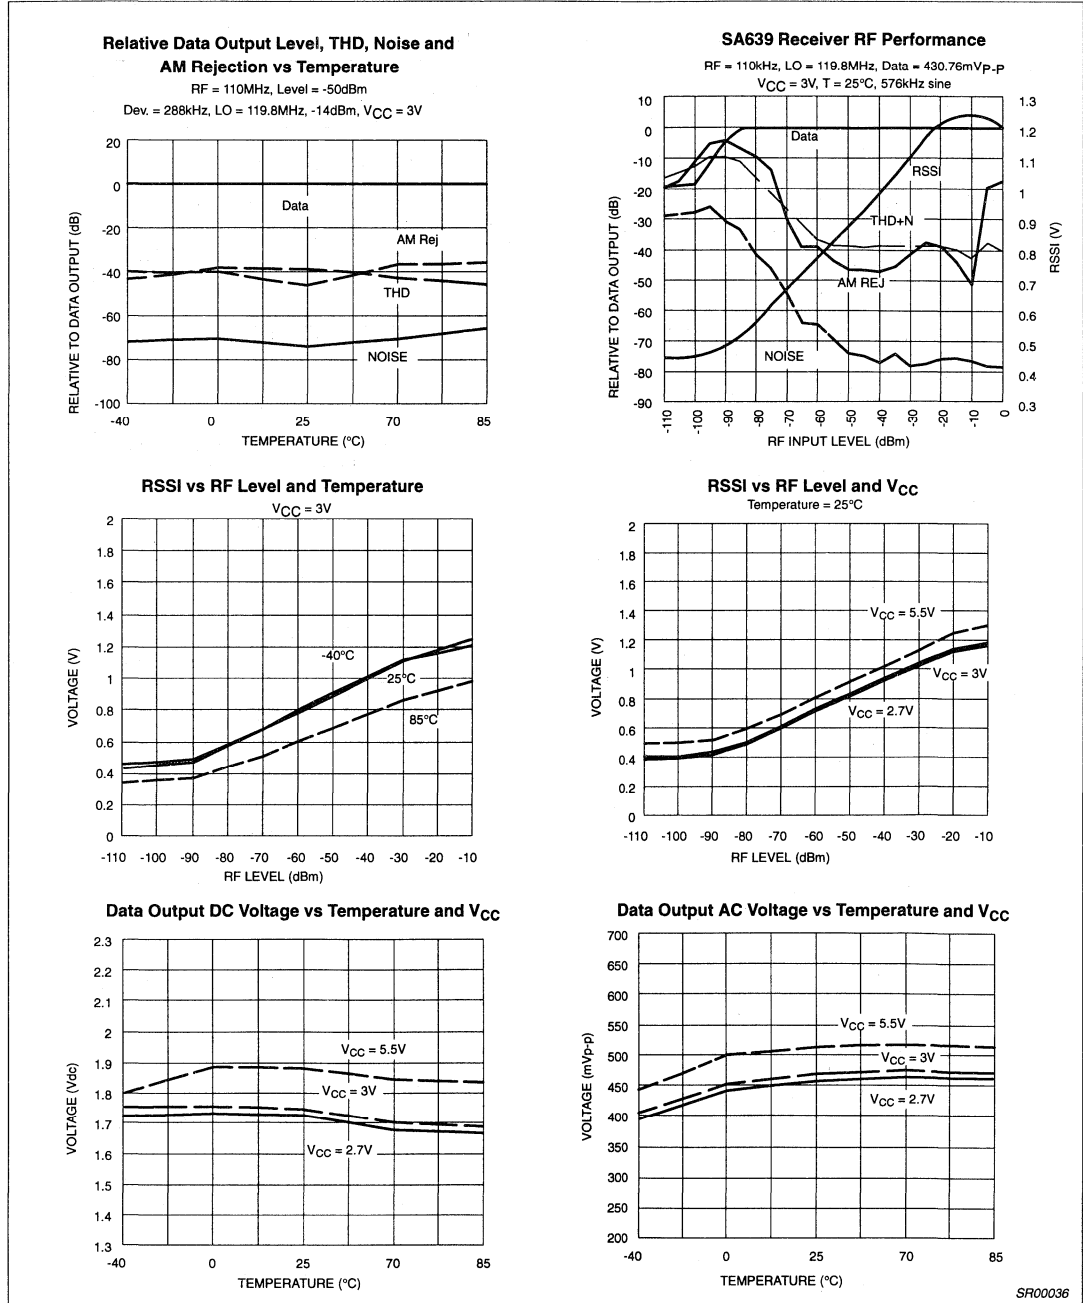 Relative Data Output Level, THD, Noise and
AM Rejection vs Temperature
RF = 110MHz, Level = -50dBm
Dev. = 288kHz, LO = 119.8MHz, -14dBm, VCC = 3V
20
0
-20
-40
-60
-80
-100
RELATIVE TO DATA OUTPUT (dB)
Data
AM Rej
THD
NOISE
-40
0
25
70
85
TEMPERATURE (°C)
SA639 Receiver RF Performance
RF = 110kHz, LO = 119.8MHz, Data = 430.76mVP-P
VCC = 3V, T = 25°C, 576kHz sine
10
0
-10
-20
-30
-40
-50
-60
-70
-80
-90
RELATIVE TO DATA OUTPUT (dB)
Data
RSSI
THD+N
AM REJ
NOISE
1.3
1.2
1.1
1
0.9
0.8
0.7
0.6
0.5
0.4
0.3
RSSI (V)
-110
-100
-90
-80
-70
-60
-50
-40
-30
-20
-10
0
RF INPUT LEVEL (dBm)
RSSI vs RF Level and Temperature
VCC = 3V
2
1.8
1.6
1.4
1.2
1
0.8
0.6
0.4
0.2
0
VOLTAGE (V)
-40°C
25°C
85°C
-110
-100
-90
-80
-70
-60
-50
-40
-30
-20
-10
RF LEVEL (dBm)
RSSI vs RF Level and VCC
Temperature = 25°C
2
1.8
1.6
1.4
1.2
1
0.8
0.6
0.4
0.2
0
VOLTAGE (V)
VCC = 5.5V
VCC = 3V
VCC = 2.7V
-110
-100
-90
-80
-70
-60
-50
-40
-30
-20
-10
RF LEVEL (dBm)
Data Output DC Voltage vs Temperature and VCC
2.3
2.2
2.1
2
1.9
1.8
1.7
1.6
1.5
1.4
1.3
VOLTAGE (Vdc)
VCC = 5.5V
VCC = 3V
VCC = 2.7V
-40
0
25
70
85
TEMPERATURE (°C)
Data Output AC Voltage vs Temperature and VCC
700
650
600
550
500
450
400
350
300
250
200
VOLTAGE (mVp-p)
VCC = 5.5V
VCC = 3V
VCC = 2.7V
-40
0
25
70
85
TEMPERATURE (°C)
SR00036